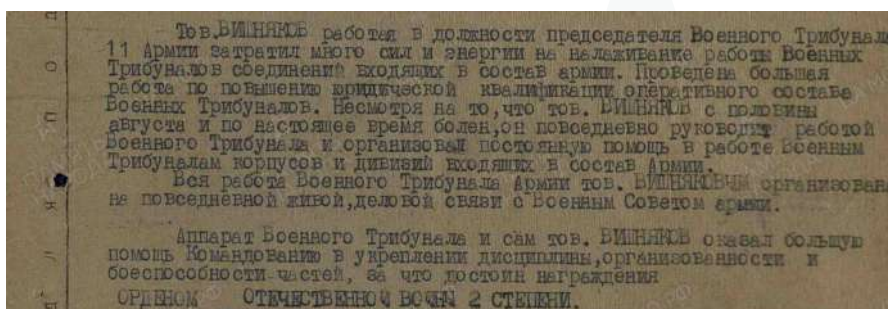 Тов.ВИШНЯКОВ работая в должности председателя Военного Трибунала
11 Армии затратил много сил и энергии на налаживание работы Военных
Трибуналов соединений входящих в состав армии. Проведена большая
работа по повышению юридической квалификации оперативного состава
Военных Трибуналов. Несмотря на то,что тов. ВИШНЯКОВ с половины
августа и по настоящее время болен,он повседневно руководит работой
Военного Трибунала и организовал постоянную помощь в работе Военным
Трибуналам корпусов и дивизий входящих в состав Армии.
Вся работа Военного Трибунала Армии тов. ВИШНЯКОВЫМ организована
на повседневной живой,деловой связи с Военным Советом армии.
Аппарат Военного Трибунала и сам тов. ВИШНЯКОВ оказал большую
помощь Командованию в укреплении дисциплины,организованности и
боеспособности частей, за что достоин награждения
ОРДЕНОМ ОТЕЧЕСТВЕННОЙ ВОЙНЫ 2 СТЕПЕНИ.